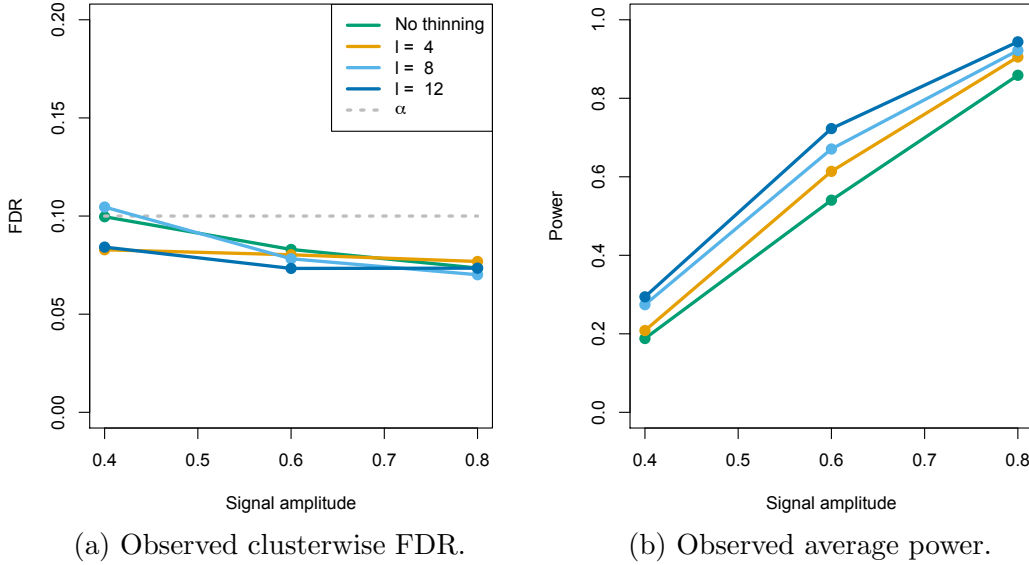 FDR
0.20
0.15
0.10
0.05
0.00
No thinning
l = 4
l = 8
l = 12
α
0.4 0.5 0.6 0.7 0.8
Signal amplitude
(a) Observed clusterwise FDR.
Power
1.0
0.8
0.6
0.4
0.2
0.0
0.4 0.5 0.6 0.7 0.8
Signal amplitude
(b) Observed average power.